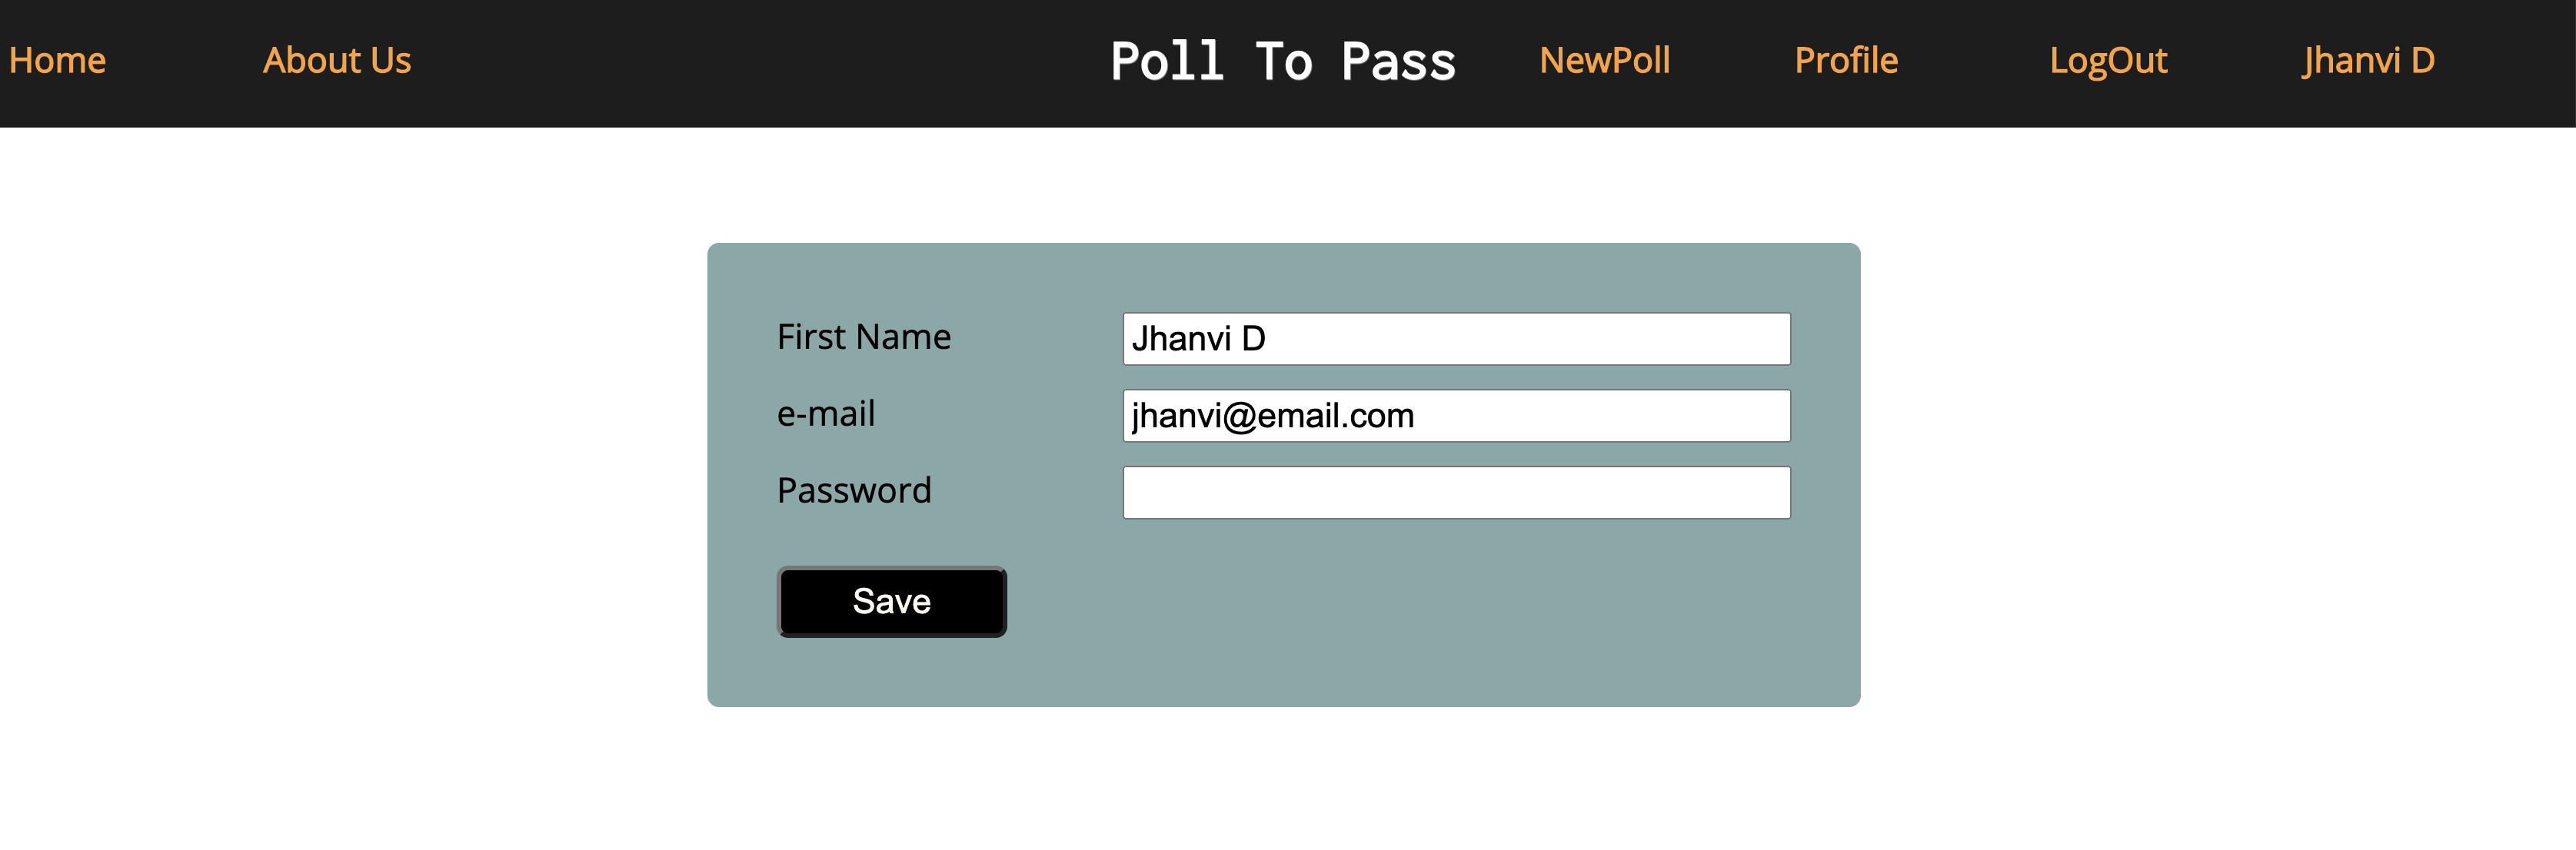 Home About Us Poll To Pass NewPoll Profile LogOut Jhanvi D
First Name Jhanvi D
e-mail jhanvi@email.com
Password
Save